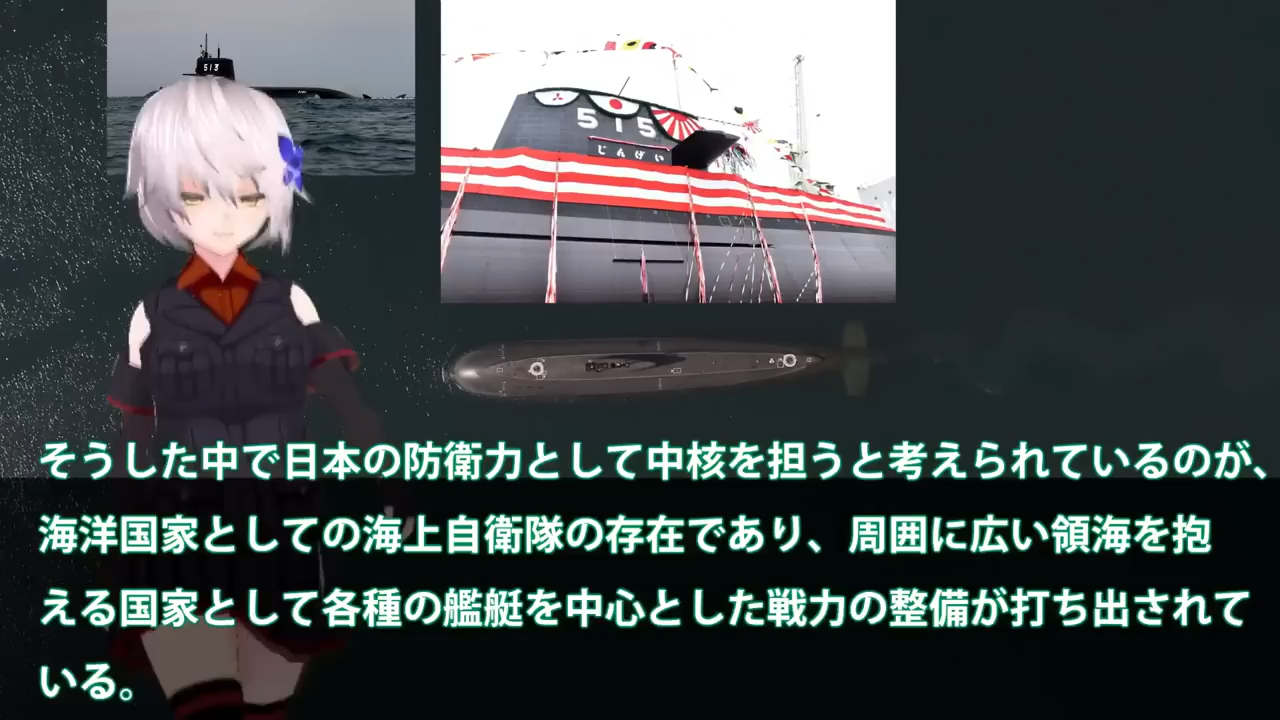 513
515
じんげい
そうした中で日本の防衛力として中核を担うと考えられているのが、
海洋国家としての海上自衛隊の存在であり、周囲に広い領海を抱
える国家として各種の艦艇を中心とした戦力の整備が打ち出されて
いる。